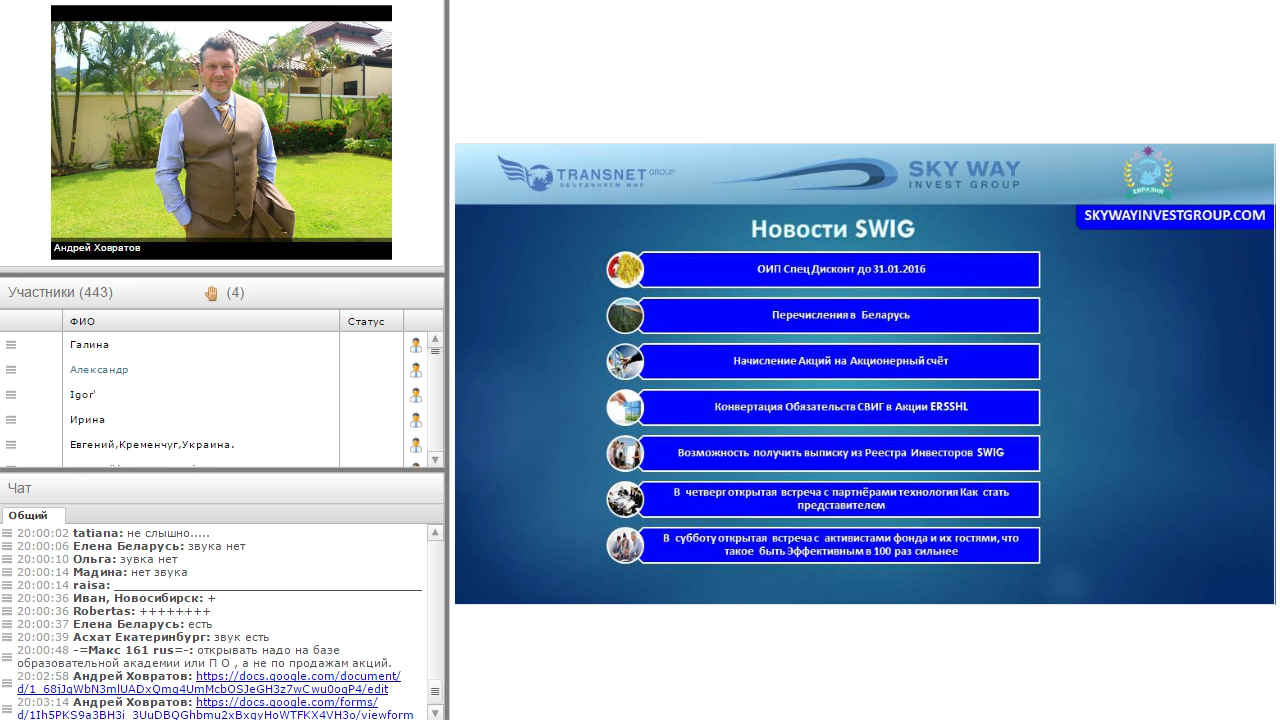 Андрей Ховратов
Участники (443)
(4)
ФИО
Статус
Галина
Александр
Igor'
Ирина
Евгений,Кременчуг,Украина.
Чат
Общий
20:00:02 tatiana: не слышно.....
20:00:06 Елена Беларусь: звука нет
20:00:10 Ольга: зувка нет
20:00:14 Мадина: нет звука
20:00:14 raisa:
20:00:36 Иван, Новосибирск: +
20:00:36 Robertas: ++++++++
20:00:37 Елена Беларусь: есть
20:00:39 Асхат Екатеринбург: звук есть
20:00:48 -=Макс 161 rus=-: открывать надо на базе
образовательной академии или П О , а не по продажам акций.
20:02:58 Андрей Ховратов: https://docs.google.com/document/
20:03:14 Андрей Ховратов: https://docs.google.com/forms/
TRANSNET GROUP
ОБЪЕДИНЯЕМ МИР
SKY WAY
INVEST GROUP
ЕВРАЗИЯ
SKYWAYINVESTGROUP.COM
Новости SWIG
ОИП Спец Дисконт до 31.01.2016
Перечисления в Беларусь
Начисление Акций на Акционерный счёт
Конвертация Обязательств СВИГ в Акции ERSSHL
Возможность получить выписку из Реестра Инвесторов SWIG
В четверг открытая встреча с партнёрами технология Как стать
представителем
В субботу открытая встреча с активистами фонда и их гостями, что
такое быть Эффективным в 100 раз сильнее